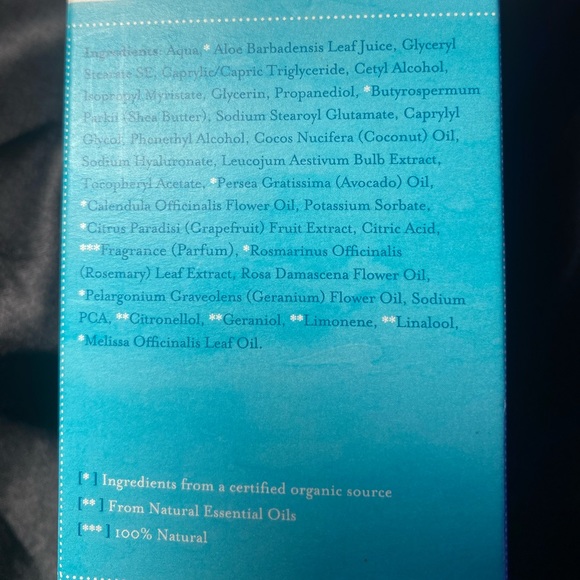 Ingredients: Aqua,* Aloe Barbadensis Leaf Juice, Glyceryl
Stearate SE, Caprylic/Capric Triglyceride, Cetyl Alcohol,
Isopropyl Myristate, Glycerin, Propanediol, *Butyrospermum
Parkii (Shea Butter), Sodium Stearoyl Glutamate, Caprylyl
Glycol, Phenethyl Alcohol, Cocos Nucifera (Coconut) Oil,
Sodium Hyaluronate, Leucojum Aestivum Bulb Extract,
Tocopheryl Acetate, *Persea Gratissima (Avocado) Oil,
*Calendula Officinalis Flower Oil, Potassium Sorbate,
*Citrus Paradisi (Grapefruit) Fruit Extract, Citric Acid,
***Fragrance (Parfum), *Rosmarinus Officinalis
(Rosemary) Leaf Extract, Rosa Damascena Flower Oil,
*Pelargonium Graveolens (Geranium) Flower Oil, Sodium
PCA, **Citronellol, **Geraniol, **Limonene, **Linalool,
*Melissa Officinalis Leaf Oil.
[*] Ingredients from a certified organic source
[**] From Natural Essential Oils
[***] 100% Natural